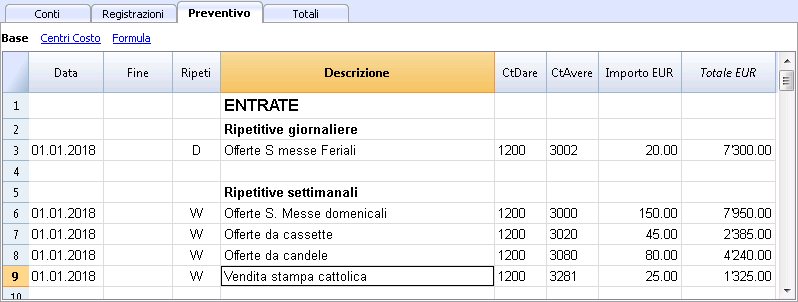 Conti Registrazioni Preventivo Totali
Base Centri Costo Formula
Data Fine Ripeti Descrizione CtDare CtAvere Importo EUR Totale EUR
1 ENTRATE
2 Ripetitive giornaliere
3 01.01.2018 D Offerte S messe Feriali 1200 3002 20.00 7'300.00
4
5 Ripetitive settimanali
6 01.01.2018 W Offerte S. Messe domenicali 1200 3000 150.00 7'950.00
7 01.01.2018 W Offerte da cassette 1200 3020 45.00 2'385.00
8 01.01.2018 W Offerte da candele 1200 3080 80.00 4'240.00
9 01.01.2018 W Vendita stampa cattolica 1200 3281 25.00 1'325.00
10